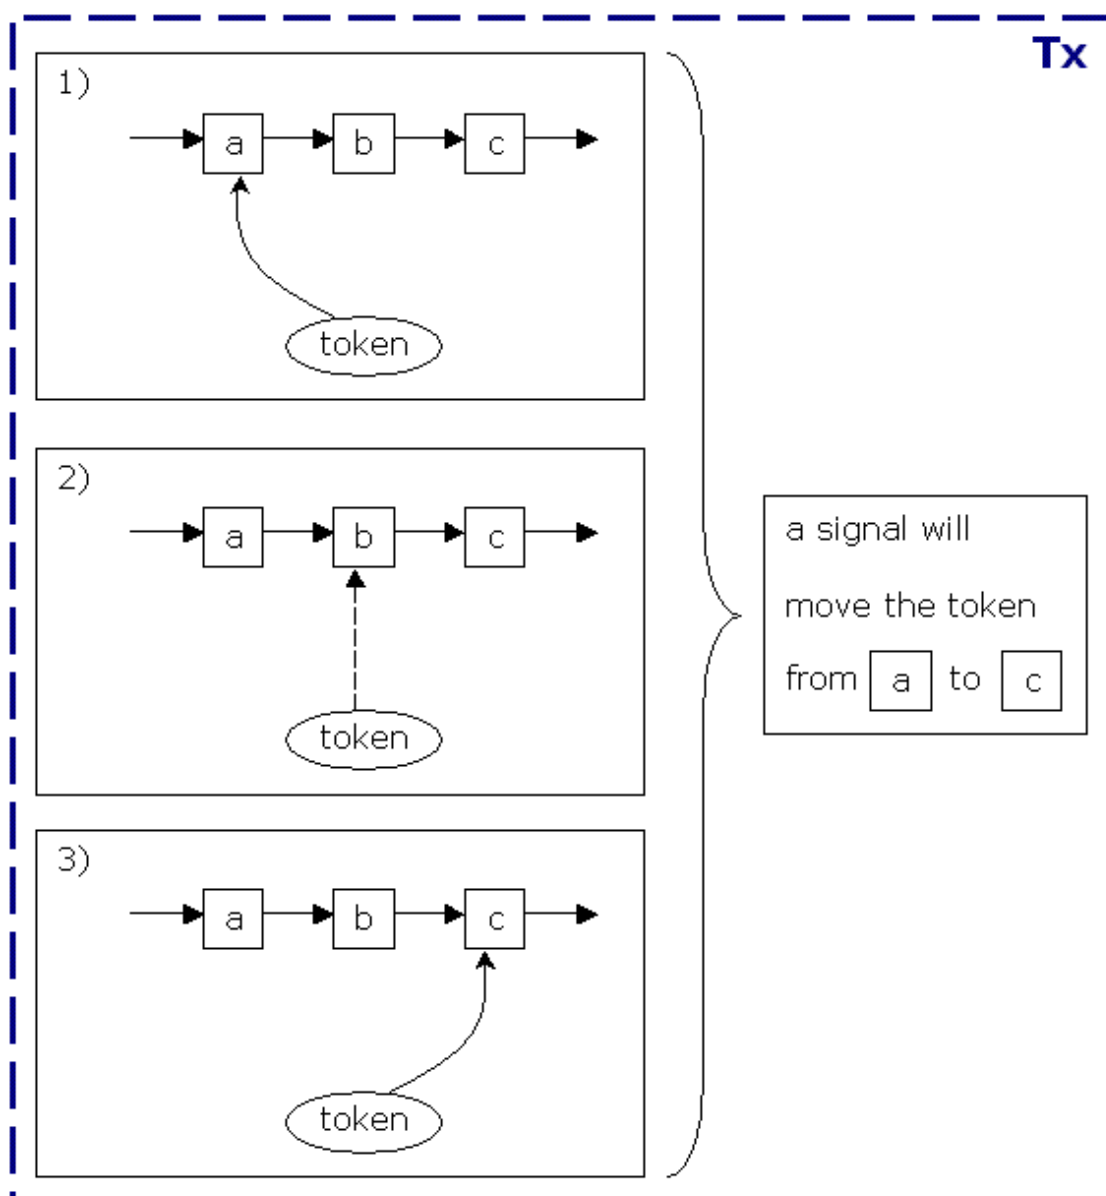 Tx
1)
a b c
token
2)
a b c
token
3)
a b c
token
a signal will
move the token
from a to c